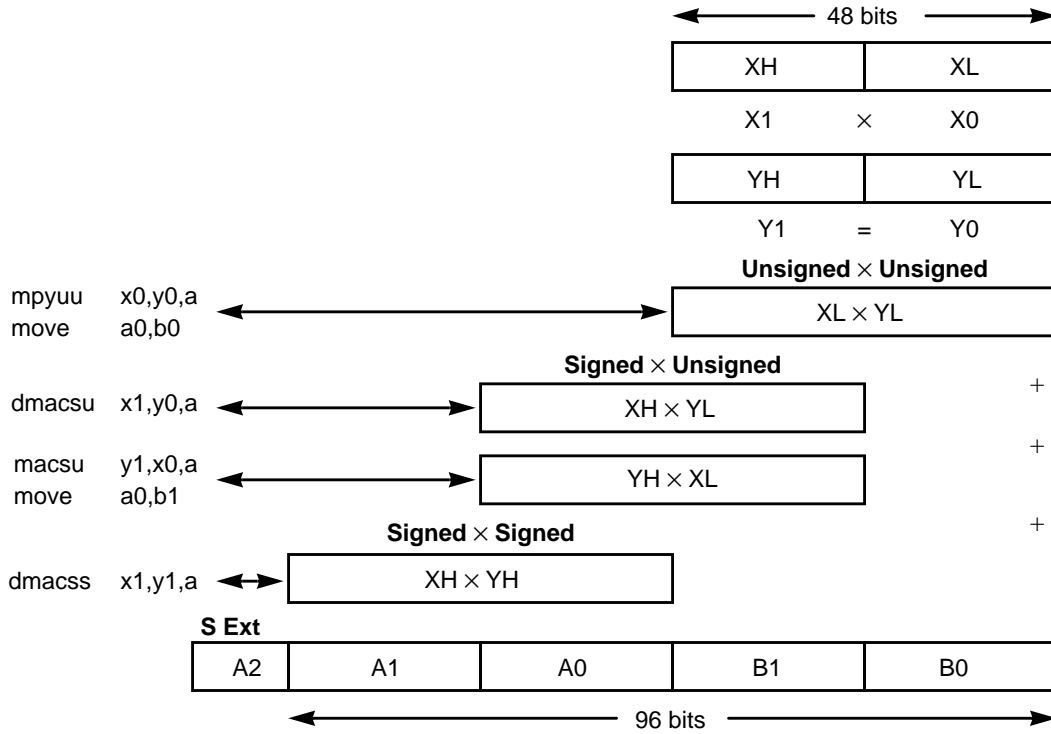 48 bits
XH XL
X1 × X0
YH YL
Y1 = Y0
Unsigned × Unsigned
mpyuu x0,y0,a
XL × YL
move a0,b0
Signed × Unsigned
+
dmacsu x1,y0,a
XH × YL
+
macsu y1,x0,a
YH × XL
move a0,b1
+
Signed × Signed
dmacss x1,y1,a
XH × YH
S Ext
A2 A1 A0 B1 B0
96 bits